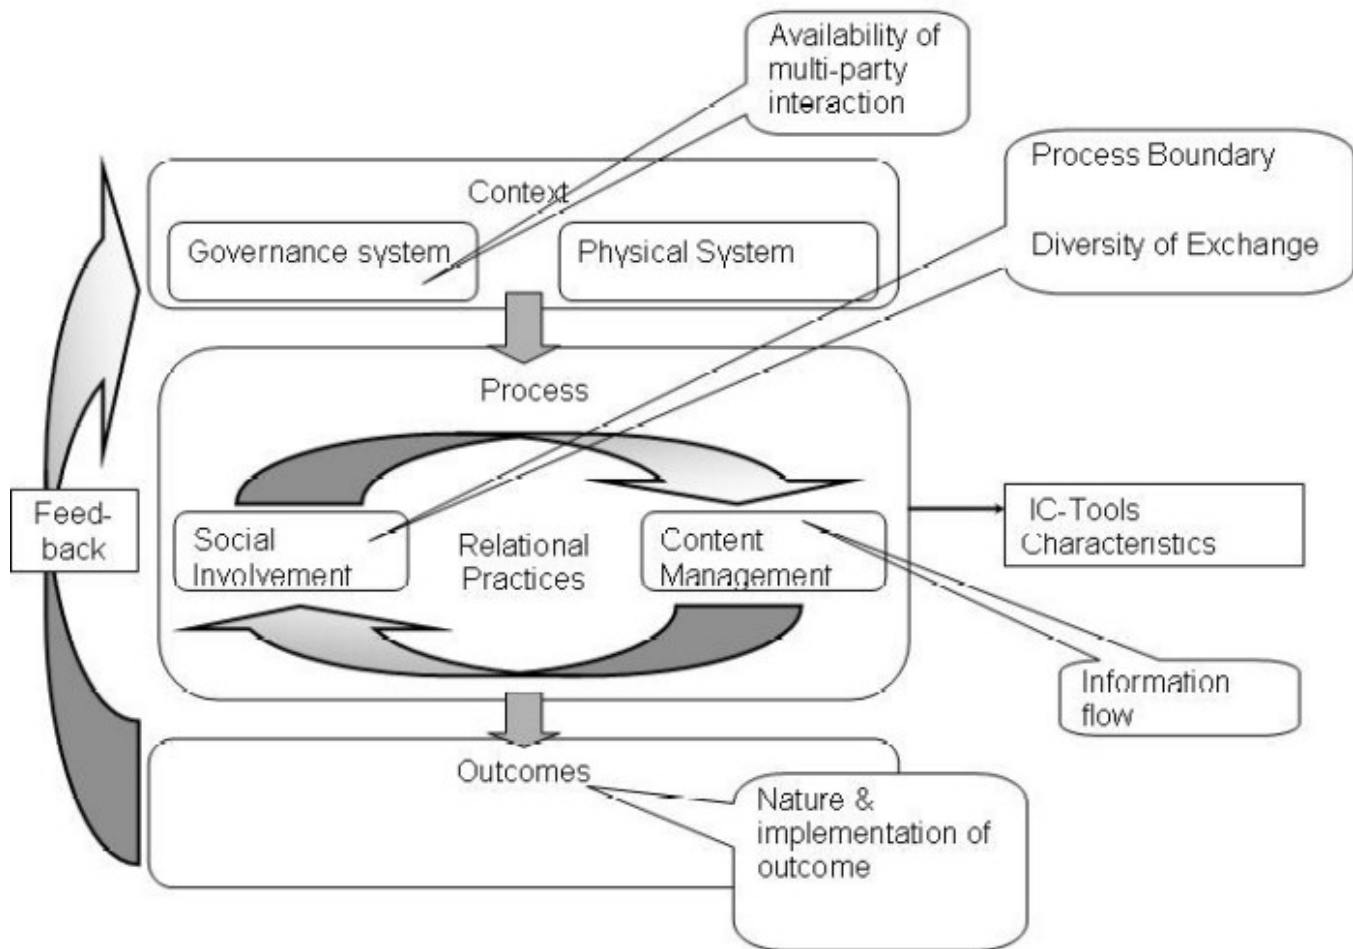 Availability of
multi-party
interaction
Process Boundary
Diversity of Exchange
Context
Governance system
Physical System
Process
Feed-
back
Social
Involvement
Relational
Practices
Content
Management
IC-Tools
Characteristics
Information
flow
Outcomes
Nature &
implementation of
outcome